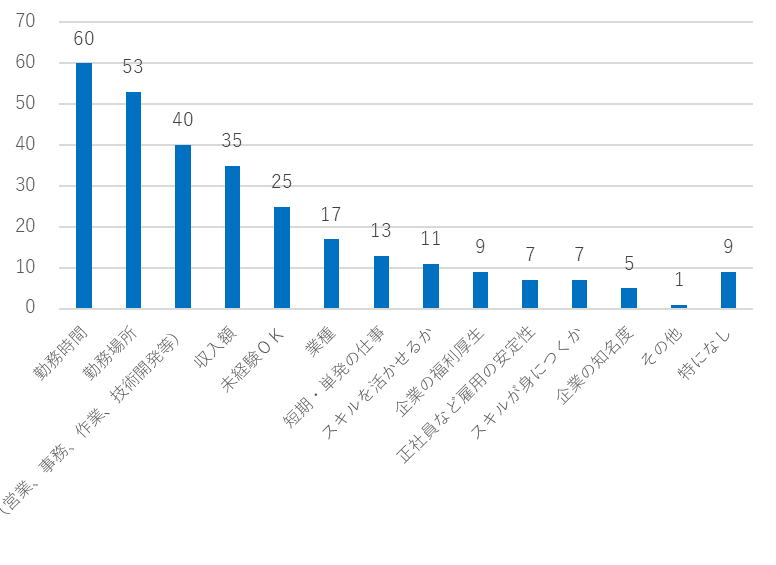 70
60
50
40
30
20
10
0
60
53
40
35
25
17
13
11
9
7
7
5
1
9
勤務時間
勤務場所
（営業、事務、作業、技術開発等）
収入額
未経験ＯＫ
業種
短期・単発の仕事
スキルを活かせるか
企業の福利厚生
正社員など雇用の安定性
スキルが身につくか
企業の知名度
その他
特になし